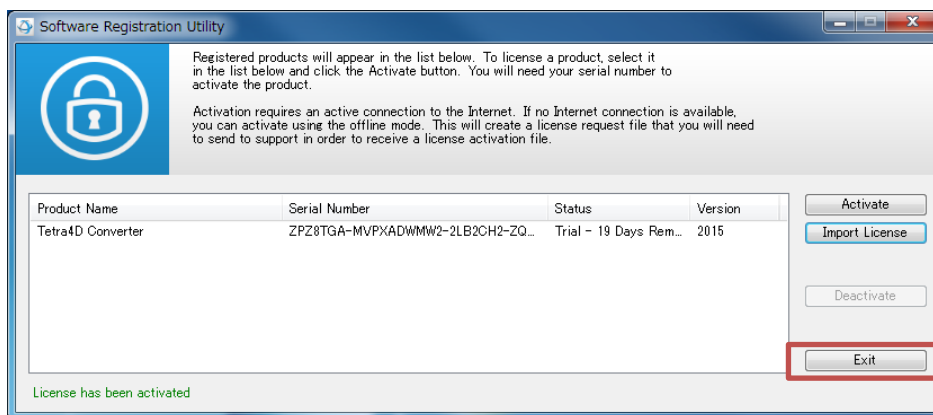 Software Registration Utility
Registered products will appear in the list below. To license a product, select it
in the list below and click the Activate button. You will need your serial number to
activate the product.
Activation requires an active connection to the Internet. If no Internet connection is available,
you can activate using the offline mode. This will create a license request file that you will need
to send to support in order to receive a license activation file.
Product Name Serial Number Status Version
Tetra4D Converter ZPZ8TGA-MVPXADWMW2-2LB2CH2-ZQ... Trial - 19 Days Rem... 2015
Activate
Import License
Deactivate
Exit
License has been activated